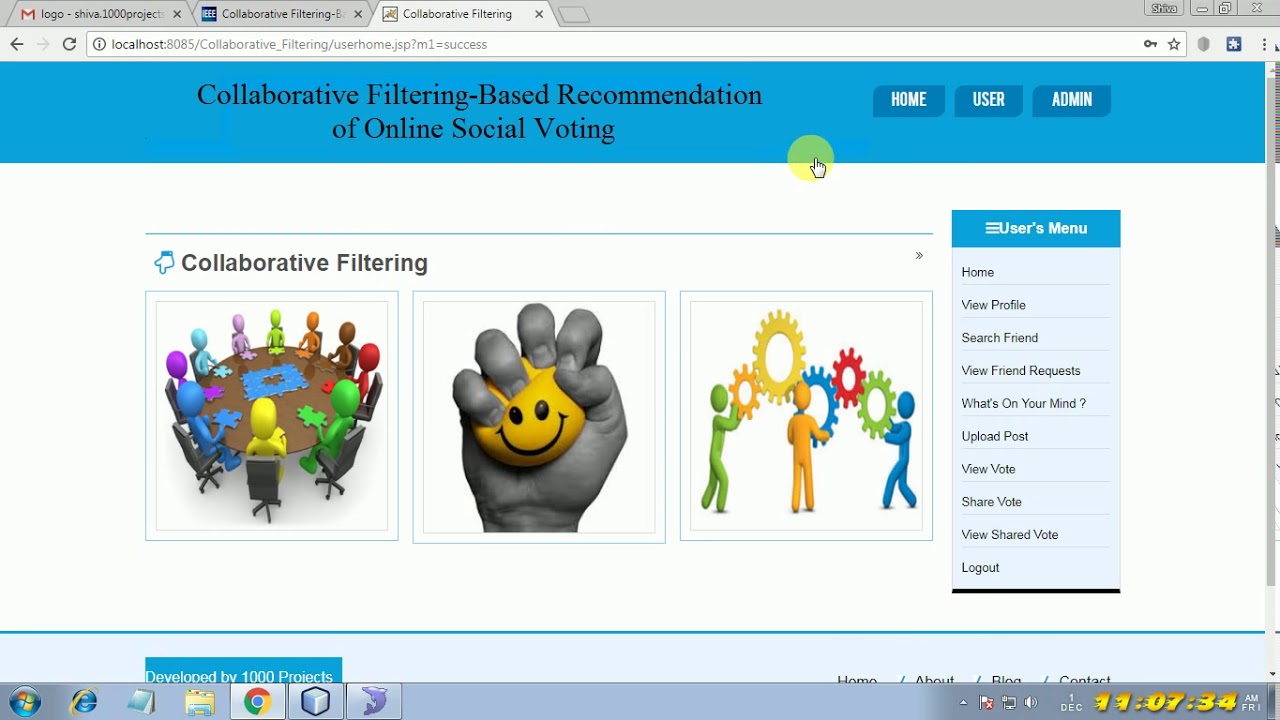 logo - shiva.1000projects
IEEE Collaborative Filtering-Ba
Collaborative Filtering
Shiva
localhost:8085/Collaborative_Filtering/userhome.jsp?m1=success
Collaborative Filtering-Based Recommendation
of Online Social Voting
HOME
USER
ADMIN
User's Menu
Collaborative Filtering
»
Home
View Profile
Search Friend
View Friend Requests
What's On Your Mind ?
Upload Post
View Vote
Share Vote
View Shared Vote
Logout
Developed by 1000 Projects
Home / About / Blog / Contact
1
DEC
11:07:34
AM
FRI